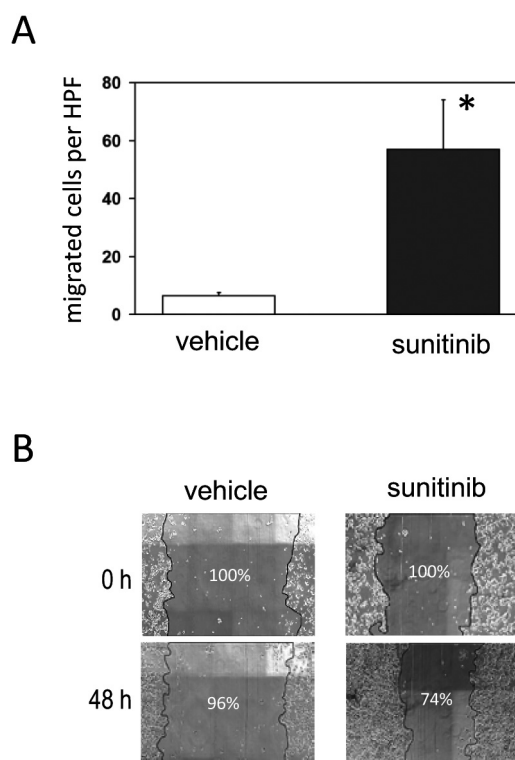 A
migrated cells per HPF
80
60
40
20
0
*
vehicle
sunitinib
B
vehicle
sunitinib
0 h
100%
100%
48 h
96%
74%